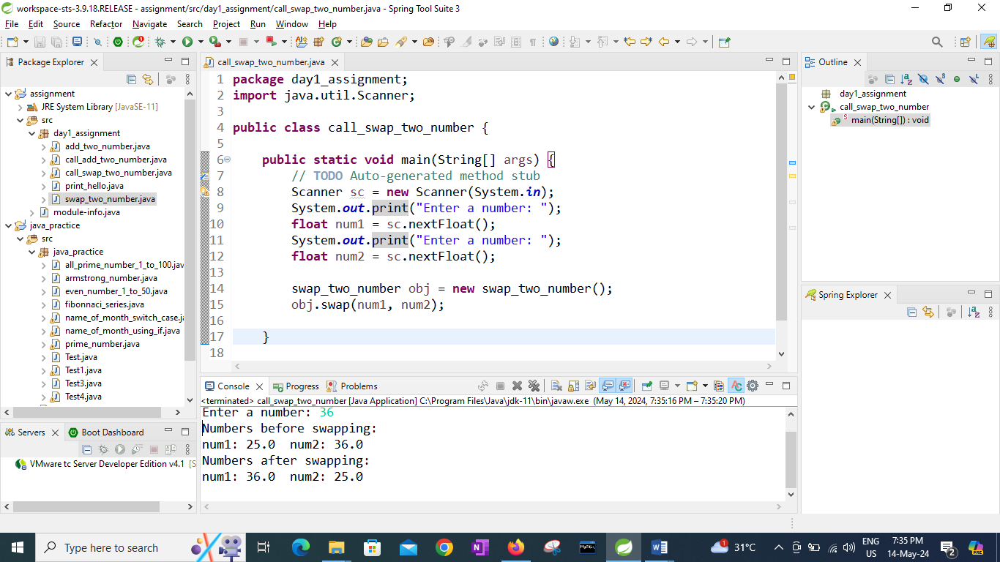 workspace-sts-3.9.18.RELEASE - assignment/src/day1_assignment/call_swap_two_number.java - Spring Tool Suite 3
File Edit Source Refactor Navigate Search Project Run Window Help
Package Explorer
assignment
JRE System Library [JavaSE-11]
src
day1_assignment
add_two_number.java
call_add_two_number.java
call_swap_two_number.java
print_hello.java
swap_two_number.java
module-info.java
java_practice
src
java_practice
all_prime_number_1_to_100.jav
armstrong_number.java
even_number_1_to_50.java
fibonnaci_series.java
name_of_month_switch_case.ja
name_of_month_using_if.java
prime_number.java
Test.java
Test1.java
Test3.java
Test4.java
call_swap_two_number.java
1 package day1_assignment;
2 import java.util.Scanner;
3
4 public class call_swap_two_number {
5
6 public static void main(String[] args) {
7 // TODO Auto-generated method stub
8 Scanner sc = new Scanner(System.in);
9 System.out.print("Enter a number: ");
10 float num1 = sc.nextFloat();
11 System.out.print("Enter a number: ");
12 float num2 = sc.nextFloat();
13
14 swap_two_number obj = new swap_two_number();
15 obj.swap(num1, num2);
16
17 }
18
Outline
day1_assignment
call_swap_two_number
main(String[]) : void
Spring Explorer
Servers Boot Dashboard
VMware tc Server Developer Edition v4.1 [S
Console Progress Problems
<terminated> call_swap_two_number [Java Application] C:\Program Files\Java\jdk-11\bin\javaw.exe (May 14, 2024, 7:35:16 PM – 7:35:20 PM)
Enter a number: 36
Numbers before swapping:
num1: 25.0 num2: 36.0
Numbers after swapping:
num1: 36.0 num2: 25.0
Type here to search
31°C
ENG
US
7:35 PM
14-May-24
2